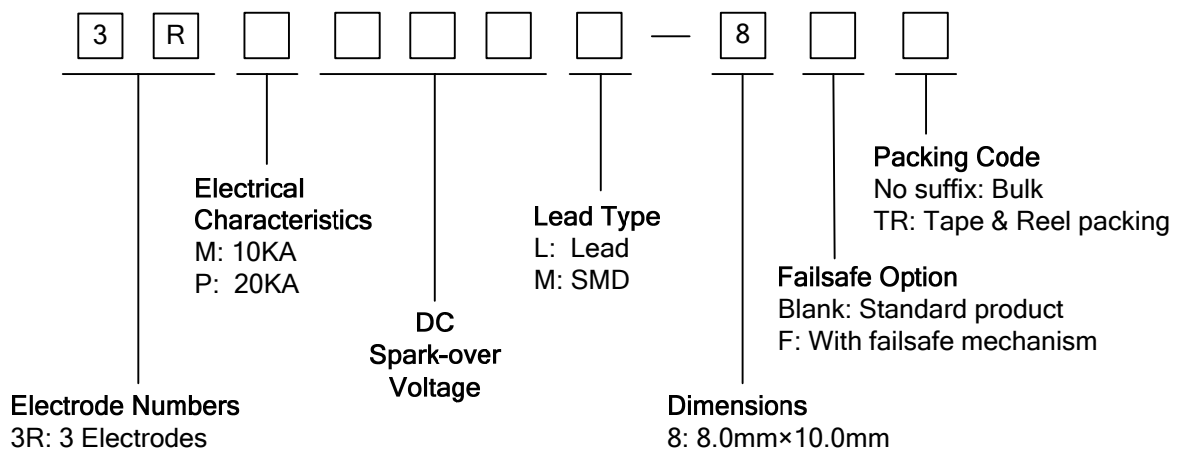 3 R — 8
Packing Code
No suffix: Bulk
TR: Tape & Reel packing
Electrical
Characteristics
M: 10KA
P: 20KA
Lead Type
L: Lead
M: SMD
Failsafe Option
Blank: Standard product
F: With failsafe mechanism
DC
Spark-over
Voltage
Electrode Numbers
3R: 3 Electrodes
Dimensions
8: 8.0mm×10.0mm